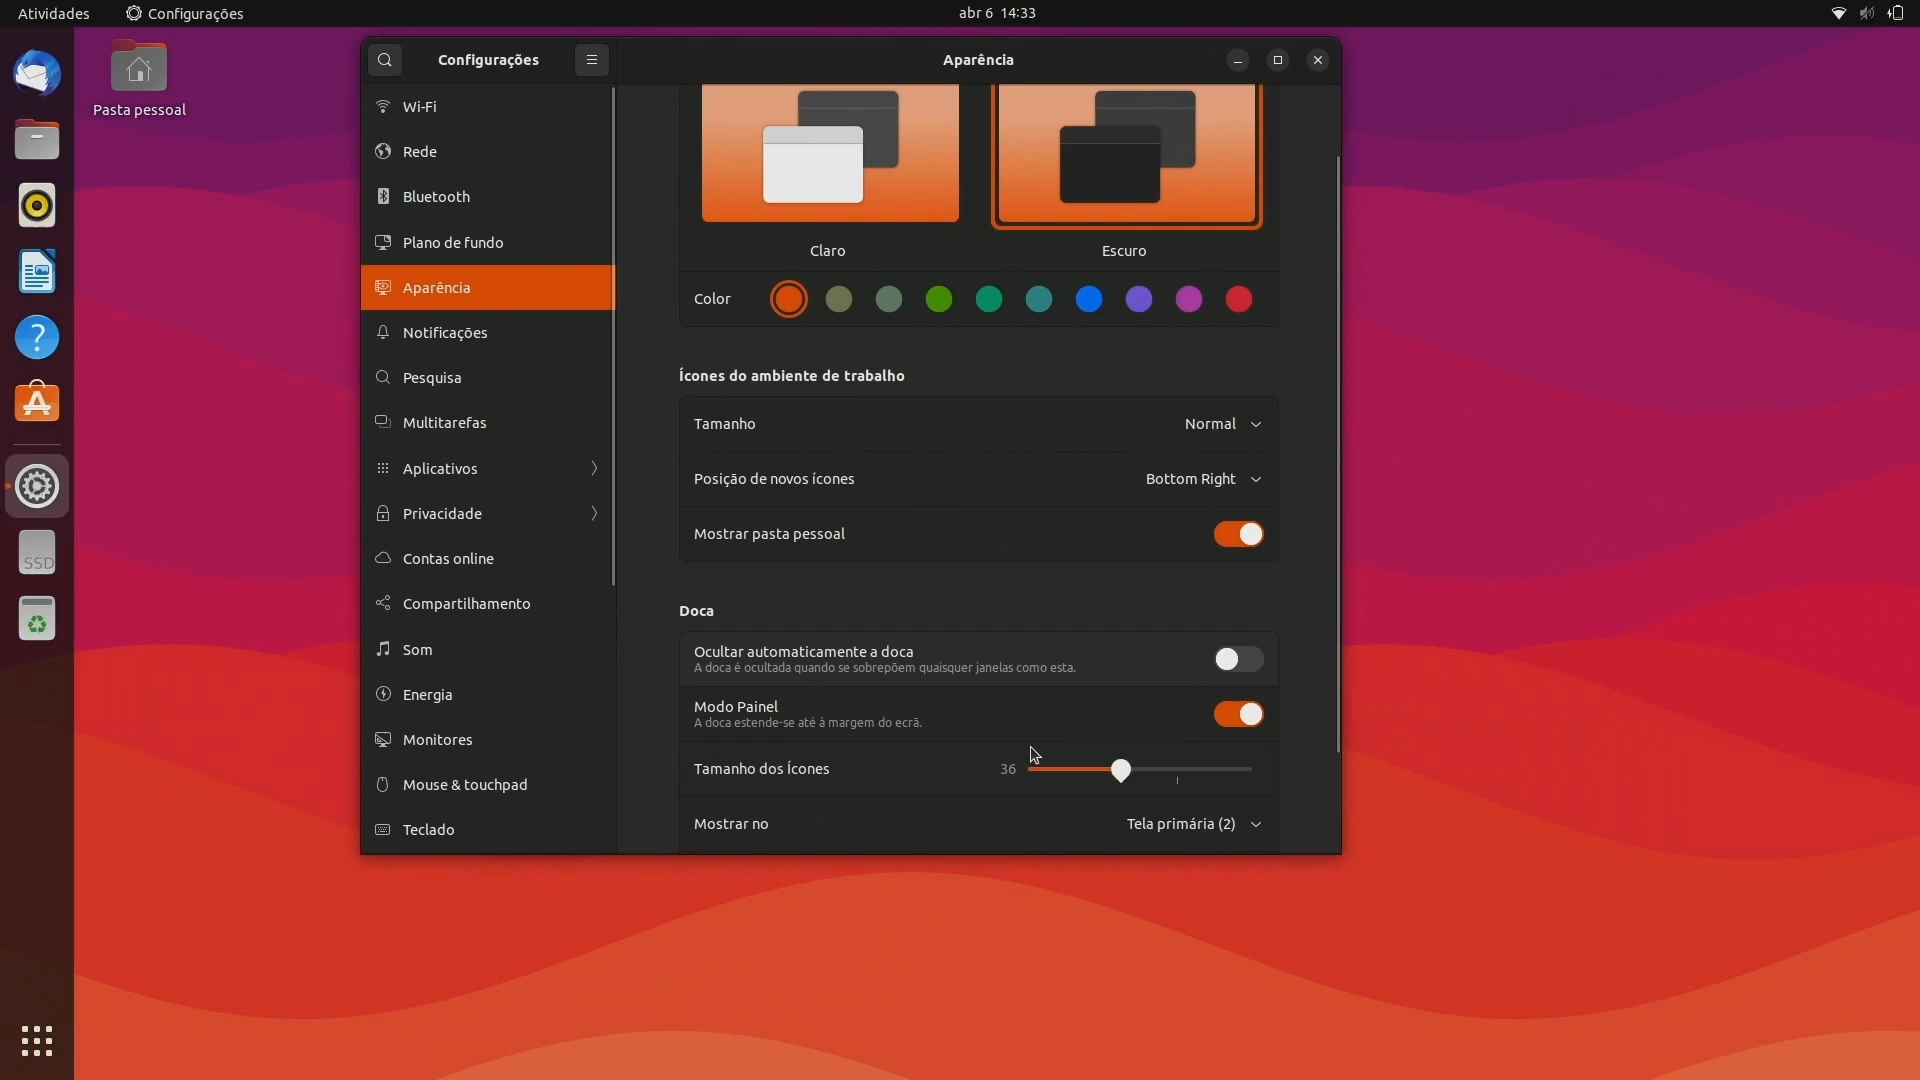 Atividades
Configurações
abr 6 14:33
Pasta pessoal
Configurações
Aparência
Wi-Fi
Rede
Bluetooth
Plano de fundo
Aparência
Notificações
Pesquisa
Multitarefas
Aplicativos
Privacidade
Contas online
Compartilhamento
Som
Energia
Monitores
Mouse & touchpad
Teclado
Claro
Escuro
Color
Ícones do ambiente de trabalho
Tamanho
Normal
Posição de novos ícones
Bottom Right
Mostrar pasta pessoal
Doca
Ocultar automaticamente a doca
A doca é ocultada quando se sobrepõem quaisquer janelas como esta.
Modo Painel
A doca estende-se até à margem do ecrã.
Tamanho dos Ícones
36
Mostrar no
Tela primária (2)
SSD